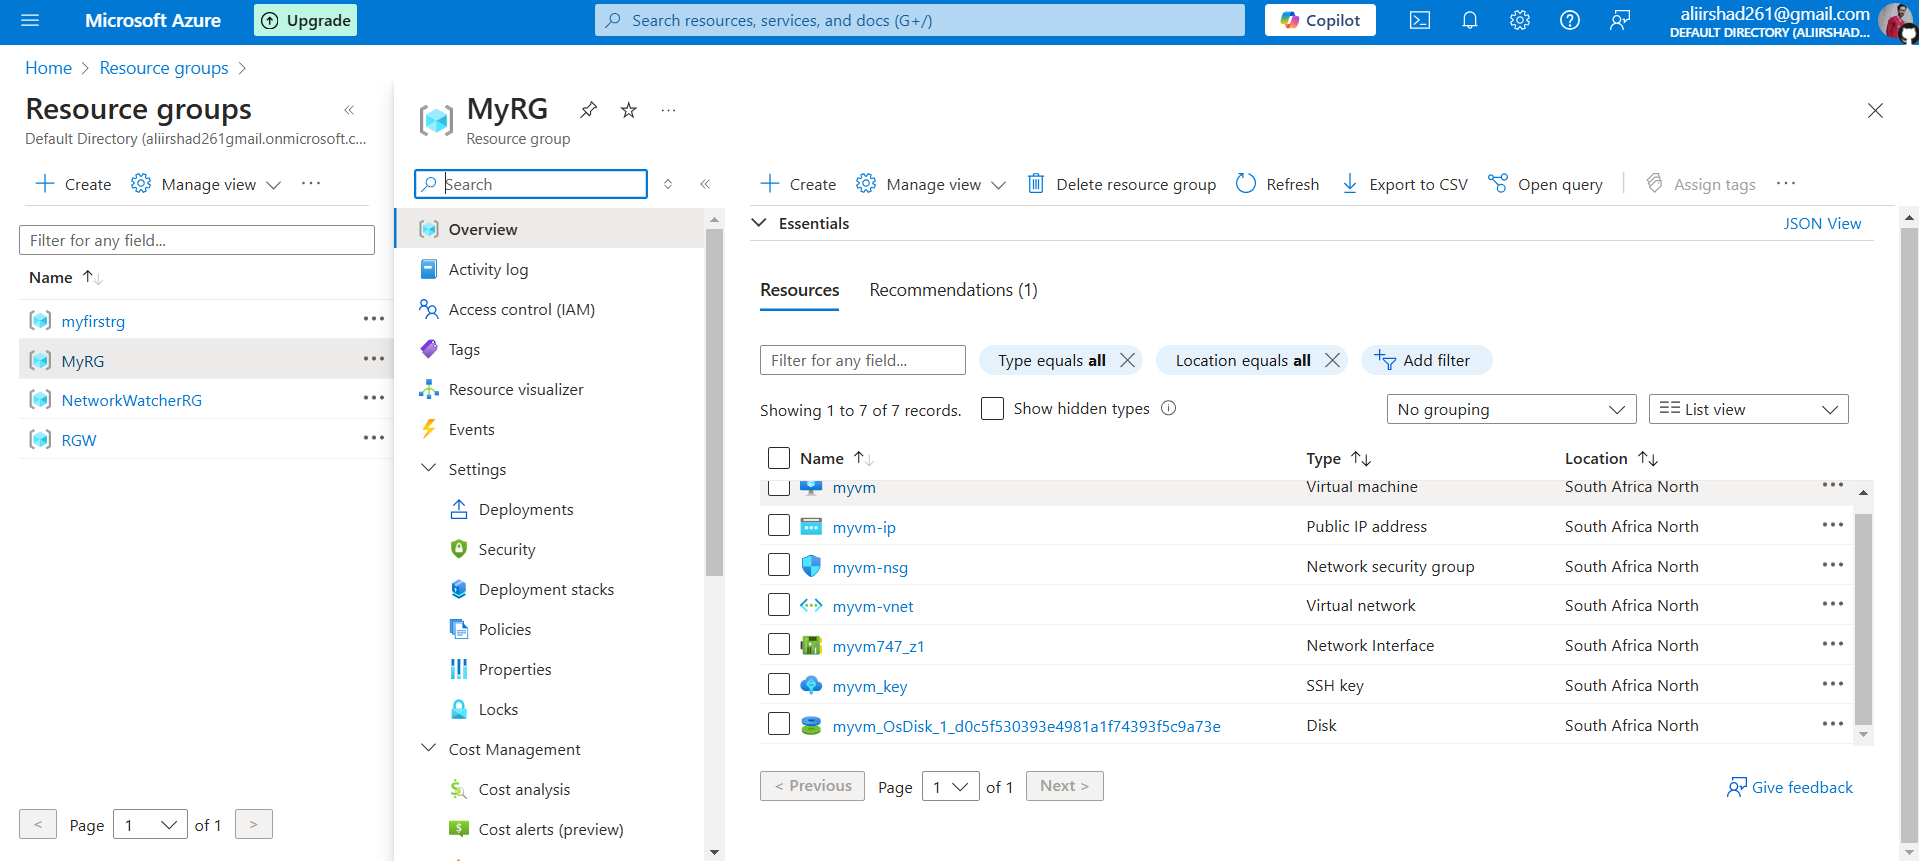 Microsoft Azure
Upgrade
Search resources, services, and docs (G+/)
Copilot
aliirshad261@gmail.com
DEFAULT DIRECTORY (ALIIRSHAD...
Home > Resource groups >
Resource groups
Default Directory (aliirshad261gmail.onmicrosoft.c...
Create
Manage view
Filter for any field...
Name
myfirstrg
MyRG
NetworkWatcherRG
RGW
< Page 1 of 1 >
MyRG
Resource group
Search
Overview
Activity log
Access control (IAM)
Tags
Resource visualizer
Events
Settings
Deployments
Security
Deployment stacks
Policies
Properties
Locks
Cost Management
Cost analysis
Cost alerts (preview)
Create
Manage view
Delete resource group
Refresh
Export to CSV
Open query
Assign tags
Essentials
JSON View
Resources
Recommendations (1)
Filter for any field...
Type equals all
Location equals all
Add filter
Showing 1 to 7 of 7 records.
Show hidden types
No grouping
List view
Name Type Location
myvm Virtual machine South Africa North
myvm-ip Public IP address South Africa North
myvm-nsg Network security group South Africa North
myvm-vnet Virtual network South Africa North
myvm747_z1 Network Interface South Africa North
myvm_key SSH key South Africa North
myvm_OsDisk_1_d0c5f530393e4981a1f74393f5c9a73e Disk South Africa North
< Previous Page 1 of 1 Next >
Give feedback